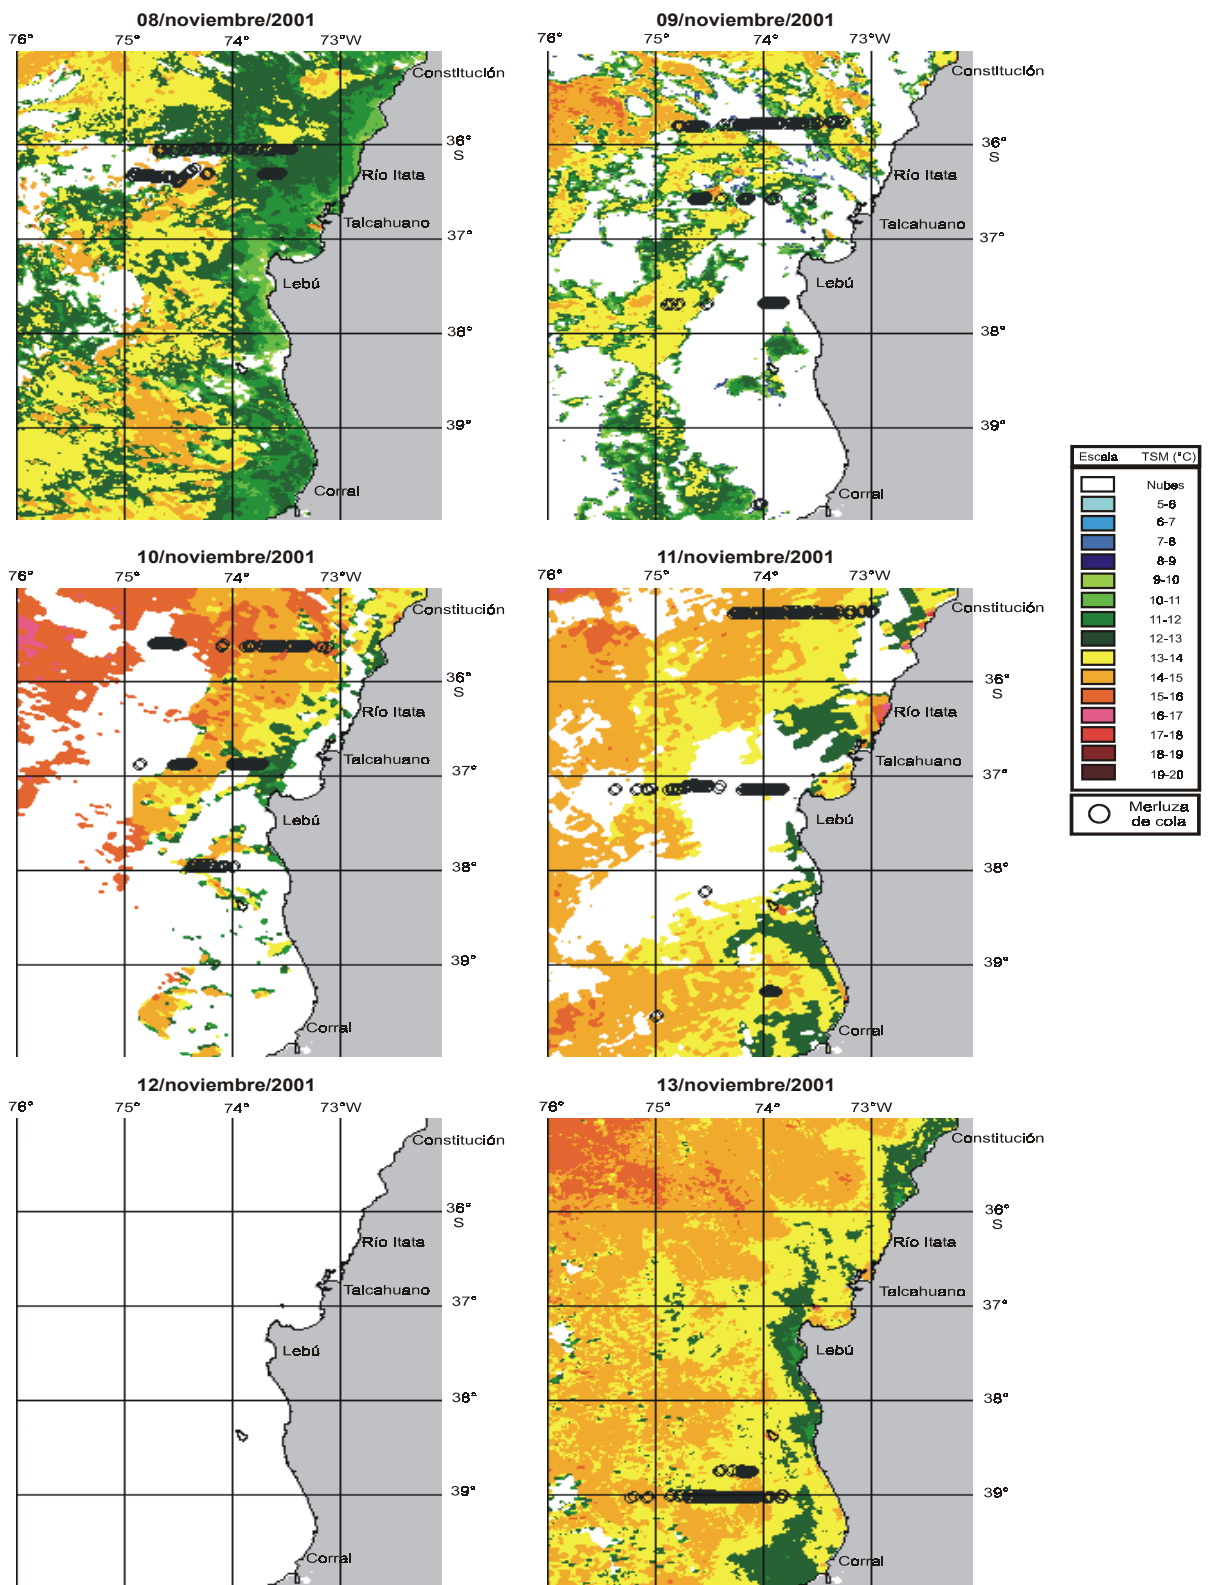 08/noviembre/2001
76° 75° 74° 73°W
Constitución
36°
S
Río Itata
Talcahuano
37°
Lebú
38°
39°
Corral
09/noviembre/2001
76° 75° 74° 73°W
Constitución
36°
S
Río Itata
Talcahuano
37°
Lebú
38°
39°
Corral
10/noviembre/2001
76° 75° 74° 73°W
Constitución
36°
S
Río Itata
Talcahuano
37°
Lebú
38°
39°
Corral
11/noviembre/2001
76° 75° 74° 73°W
Constitución
36°
S
Río Itata
Talcahuano
37°
Lebú
38°
39°
Corral
12/noviembre/2001
76° 75° 74° 73°W
Constitución
36°
S
Río Itata
Talcahuano
37°
Lebú
38°
39°
Corral
13/noviembre/2001
76° 75° 74° 73°W
Constitución
36°
S
Río Itata
Talcahuano
37°
Lebú
38°
39°
Corral
Escala TSM (°C)
Nubes
5-6
6-7
7-8
8-9
9-10
10-11
11-12
12-13
13-14
14-15
15-16
16-17
17-18
18-19
19-20
Merluza
de cola